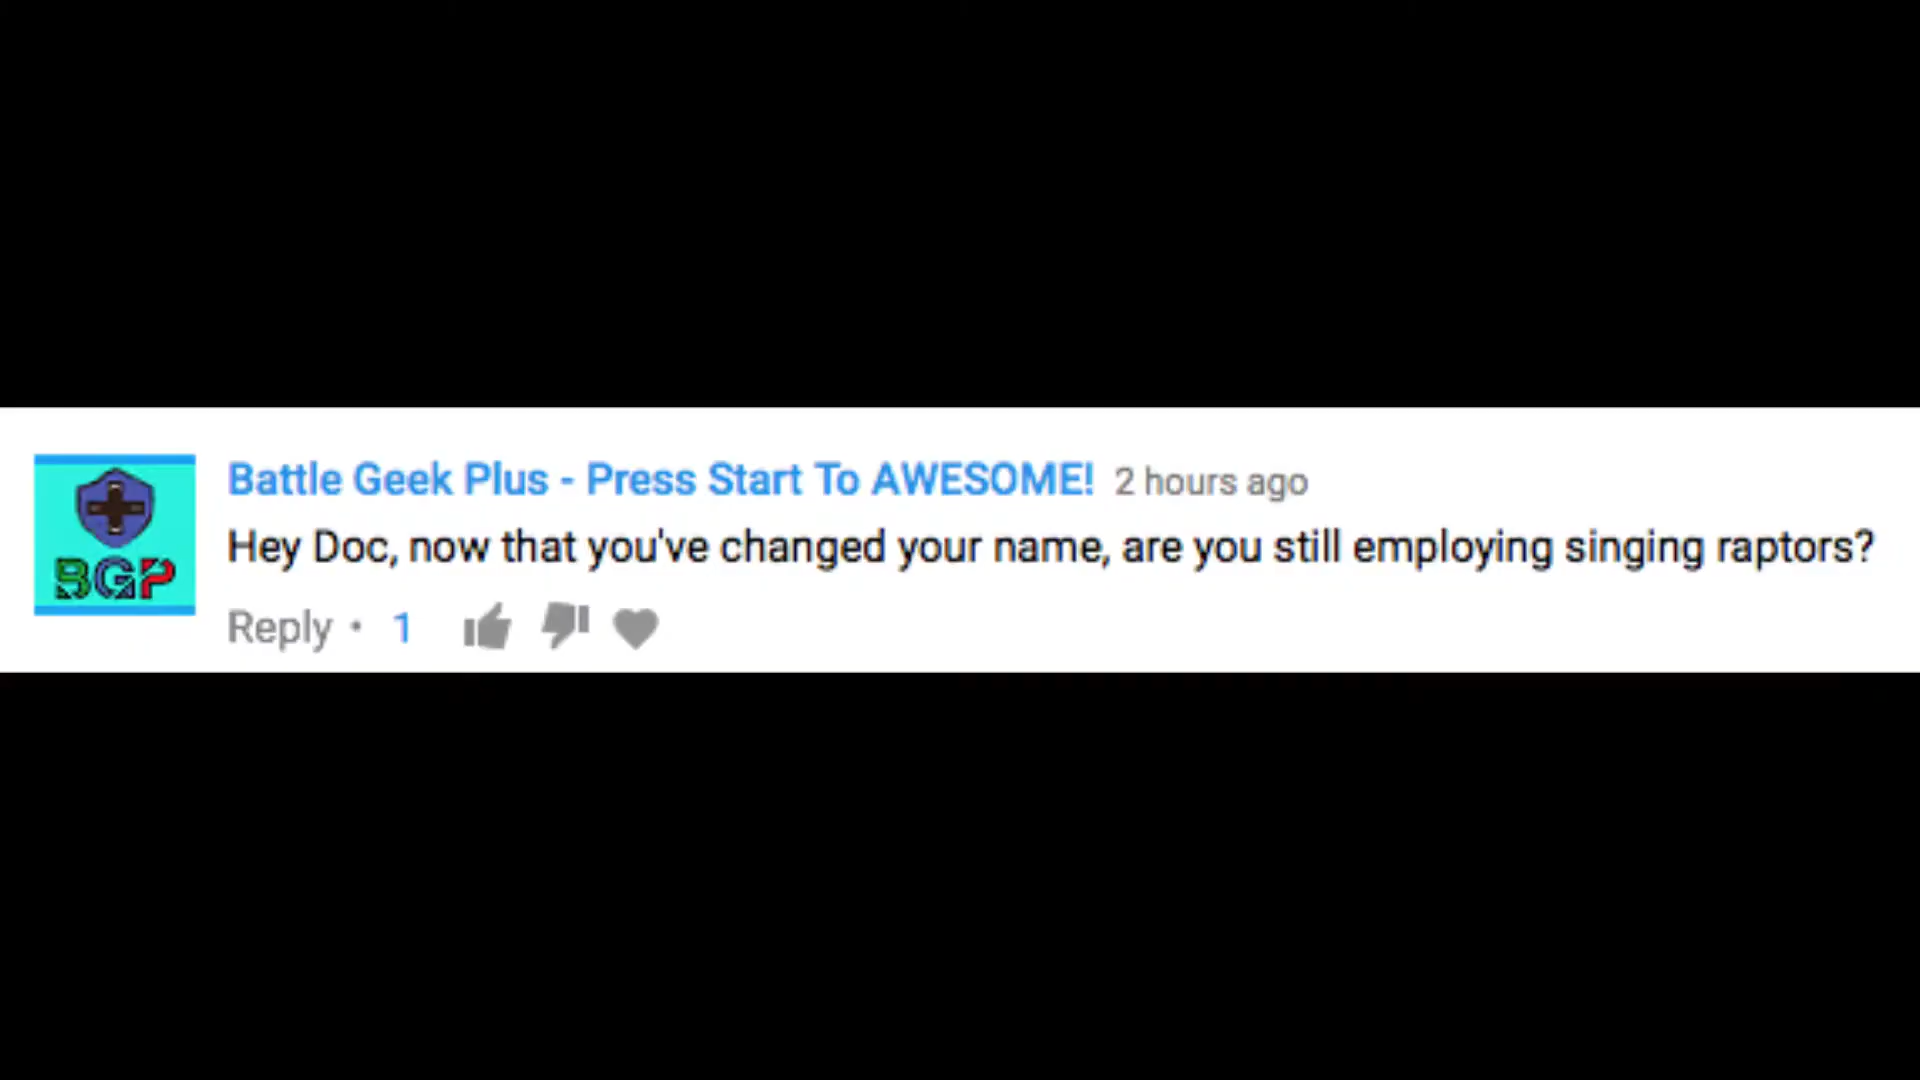 Battle Geek Plus - Press Start To AWESOME! 2 hours ago
BGP
Hey Doc, now that you've changed your name, are you still employing singing raptors?
Reply • 1